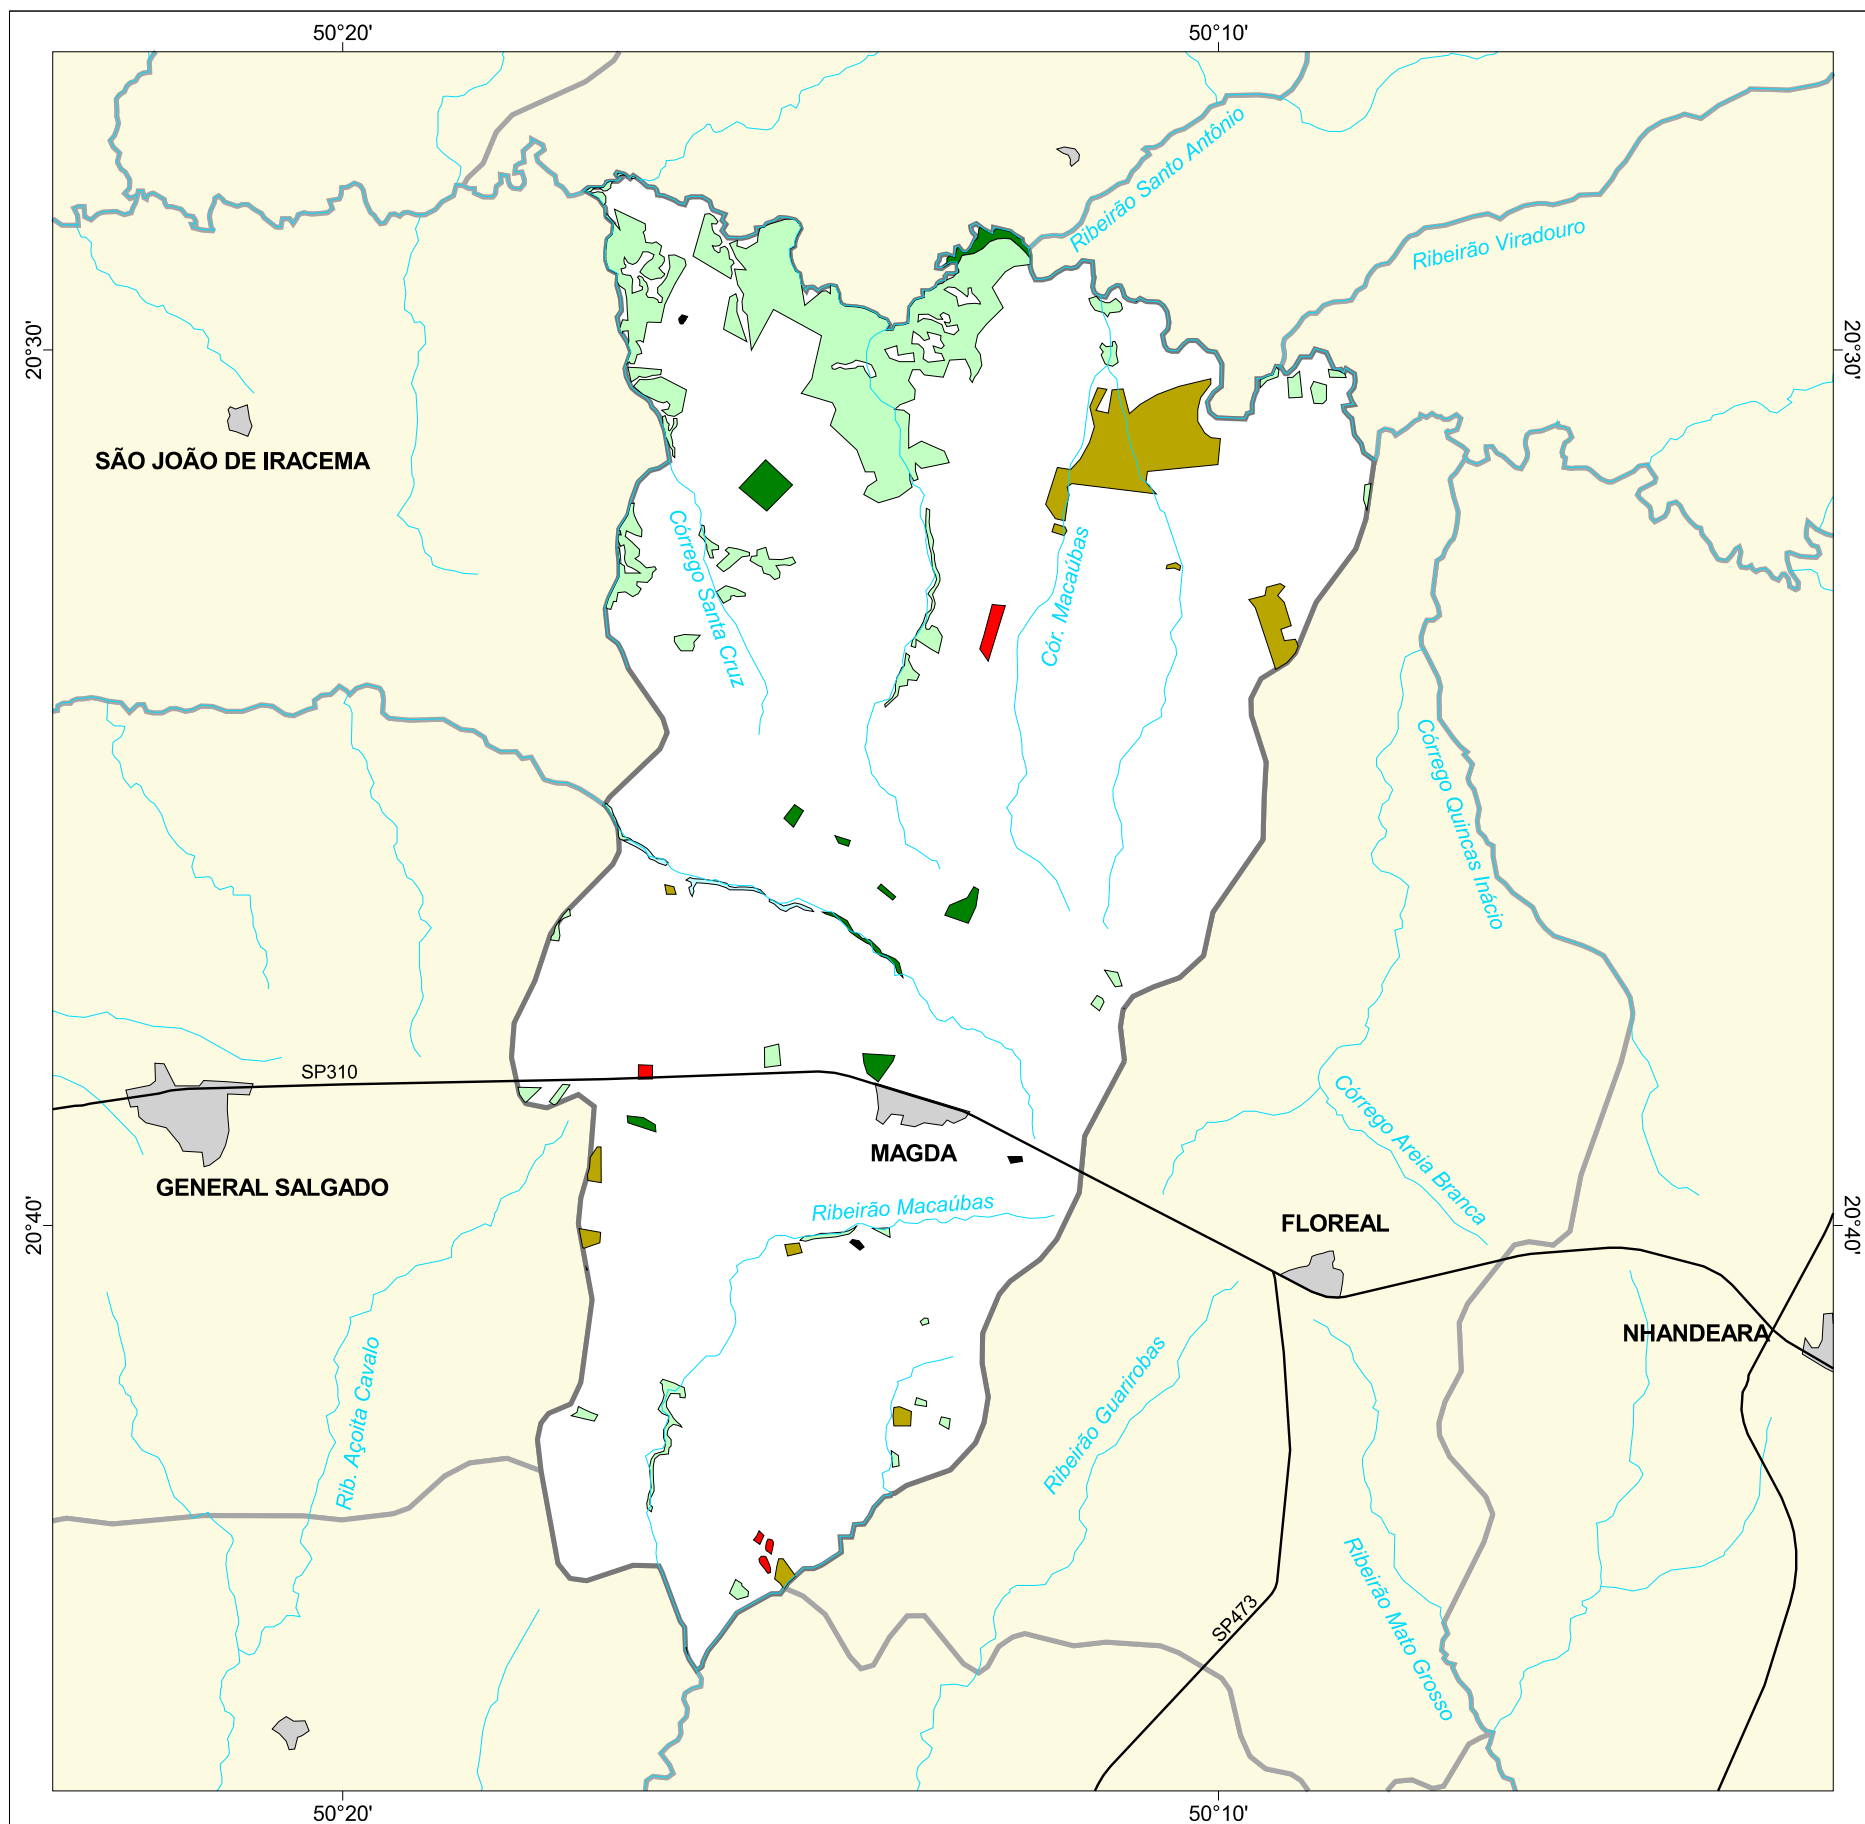 50°20'
50°10'
Ribeirão Santo Antônio
Ribeirão Viradouro
20°30'
20°30'
SÃO JOÃO DE IRACEMA
Córrego Santa Cruz
Cór. Macaúbas
Córrego Quincas Inácio
SP310
Córrego Areia Branca
MAGDA
GENERAL SALGADO
Ribeirão Macaúbas
FLOREAL
20°40'
20°40'
NHANDEARA
Rib. Açoita Cavalo
Ribeirão Guarirobas
Ribeirão Mato Grosso
SP473
50°20'
50°10'